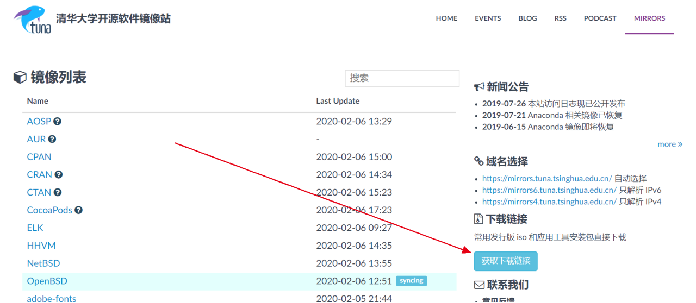 tuna
清华大学开源软件镜像站
HOME
EVENTS
BLOG
RSS
PODCAST
MIRRORS
镜像列表
搜索
Name Last Update
AOSP 2020-02-06 13:29
AUR -
CPAN 2020-02-06 15:00
CRAN 2020-02-06 14:34
CTAN 2020-02-06 15:23
CocoaPods 2020-02-06 17:23
ELK 2020-02-06 09:27
HHVM 2020-02-06 14:35
NetBSD 2020-02-06 13:55
OpenBSD 2020-02-06 12:51 syncing
adobe-fonts 2020-02-05 21:44
新闻公告
2019-07-26 本站访问日志现已公开发布
2019-07-21 Anaconda 相关镜像已恢复
2019-06-15 Anaconda 镜像即将恢复
more »
域名选择
https://mirrors.tuna.tsinghua.edu.cn/ 自动选择
https://mirrors6.tuna.tsinghua.edu.cn/ 只解析 IPv6
https://mirrors4.tuna.tsinghua.edu.cn/ 只解析 IPv4
下载链接
常用发行版 iso 和应用工具安装包直接下载
获取下载链接
联系我们